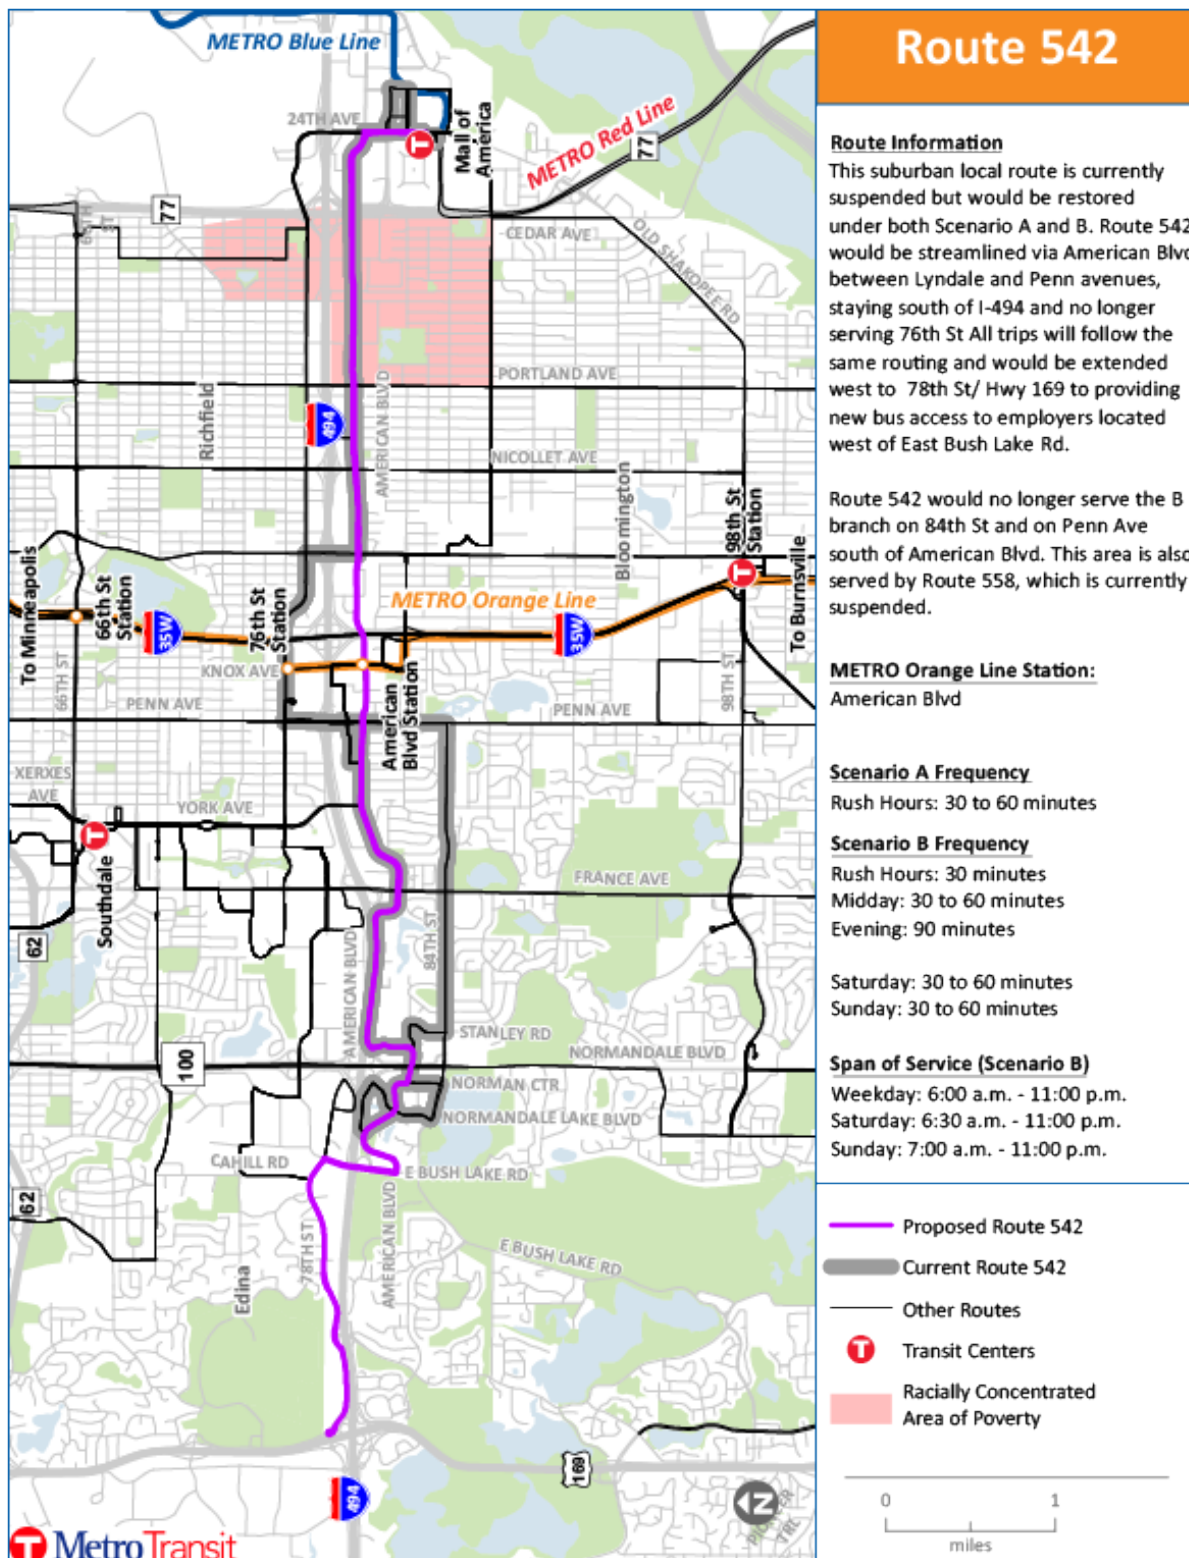 METRO Blue Line
24TH AVE
Mall of
America
METRO Red Line
77
77
66TH
ST
CEDAR AVE
OLD SHAKOPEE RD
PORTLAND AVE
AMERICAN BLVD
494
Richfield
NICOLLET AVE
Bloomington
98th St
Station
To Minneapolis
66th St
Station
35W
76th St
Station
METRO Orange Line
35W
To Burnsville
KNOX AVE
66TH ST
PENN AVE
American
Blvd Station
PENN AVE
98TH ST
XERXES
AVE
YORK AVE
Southdale
FRANCE AVE
62
AMERICAN BLVD
84TH ST
STANLEY RD
NORMANDALE BLVD
100
NORMAN CTR
NORMANDALE LAKE BLVD
CAHILL RD
E BUSH LAKE RD
62
78TH ST
AMERICAN BLVD
E BUSH LAKE RD
Edina
169
494
N
PIONEER
TRL
MetroTransit
Route 542
Route Information
This suburban local route is currently
suspended but would be restored
under both Scenario A and B. Route 542
would be streamlined via American Blvd
between Lyndale and Penn avenues,
staying south of I-494 and no longer
serving 76th St All trips will follow the
same routing and would be extended
west to 78th St/ Hwy 169 to providing
new bus access to employers located
west of East Bush Lake Rd.
Route 542 would no longer serve the B
branch on 84th St and on Penn Ave
south of American Blvd. This area is also
served by Route 558, which is currently
suspended.
METRO Orange Line Station:
American Blvd
Scenario A Frequency
Rush Hours: 30 to 60 minutes
Scenario B Frequency
Rush Hours: 30 minutes
Midday: 30 to 60 minutes
Evening: 90 minutes
Saturday: 30 to 60 minutes
Sunday: 30 to 60 minutes
Span of Service (Scenario B)
Weekday: 6:00 a.m. - 11:00 p.m.
Saturday: 6:30 a.m. - 11:00 p.m.
Sunday: 7:00 a.m. - 11:00 p.m.
Proposed Route 542
Current Route 542
Other Routes
T Transit Centers
Racially Concentrated
Area of Poverty
0 1
miles